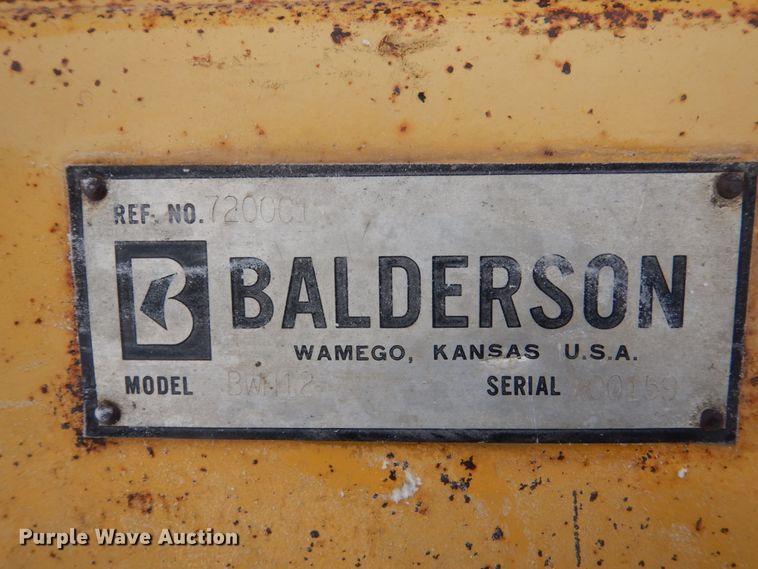 REF. NO.
B BALDERSON
WAMEGO, KANSAS U.S.A.
MODEL SERIAL
Purple Wave Auction